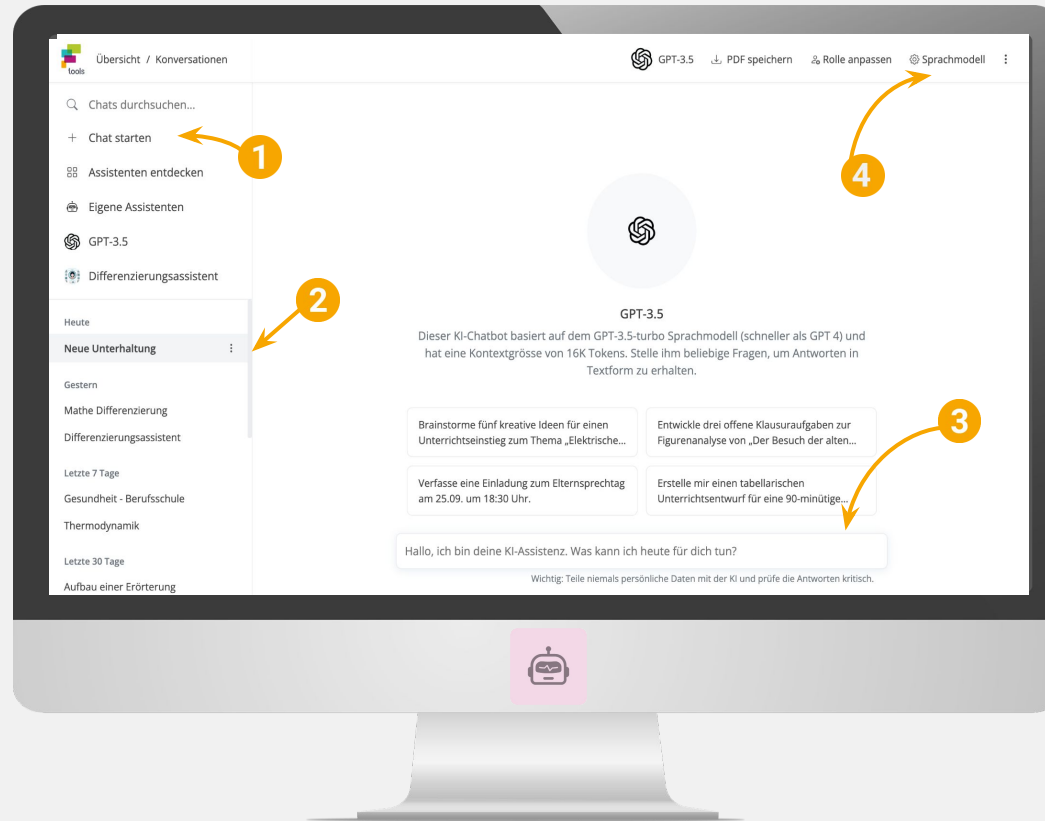 tools
Übersicht / Konversationen
GPT-3.5
PDF speichern
Rolle anpassen
Sprachmodell
Chats durchsuchen...
Chat starten
1
4
Assistenten entdecken
Eigene Assistenten
GPT-3.5
Differenzierungsassistent
2
Heute
Neue Unterhaltung
Gestern
Mathe Differenzierung
Differenzierungsassistent
Letzte 7 Tage
Gesundheit - Berufsschule
Thermodynamik
Letzte 30 Tage
Aufbau einer Erörterung
GPT-3.5
Dieser KI-Chatbot basiert auf dem GPT-3.5-turbo Sprachmodell (schneller als GPT 4) und
hat eine Kontextgrösse von 16K Tokens. Stelle ihm beliebige Fragen, um Antworten in
Textform zu erhalten.
3
Brainstorme fünf kreative Ideen für einen
Unterrichtseinstieg zum Thema „Elektrische...
Entwickle drei offene Klausuraufgaben zur
Figurenanalyse von „Der Besuch der alten...
Verfasse eine Einladung zum Elternsprechtag
am 25.09. um 18:30 Uhr.
Erstelle mir einen tabellarischen
Unterrichtsentwurf für eine 90-minütige...
Hallo, ich bin deine KI-Assistenz. Was kann ich heute für dich tun?
Wichtig: Teile niemals persönliche Daten mit der KI und prüfe die Antworten kritisch.